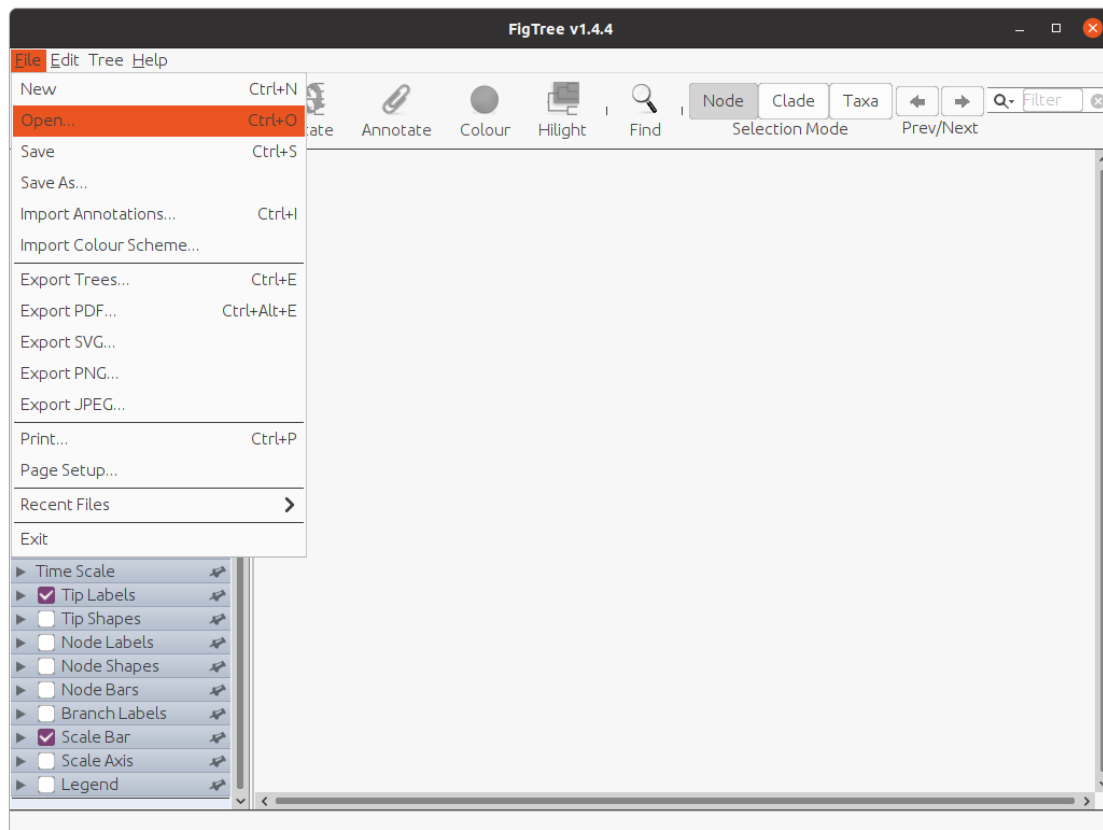 FigTree v1.4.4
File Edit Tree Help
New Ctrl+N
Open... Ctrl+O
Save Ctrl+S
Save As...
Import Annotations... Ctrl+I
Import Colour Scheme...
Export Trees... Ctrl+E
Export PDF... Ctrl+Alt+E
Export SVG...
Export PNG...
Export JPEG...
Print... Ctrl+P
Page Setup...
Recent Files
Exit
ate Annotate Colour Hilight Find
Node Clade Taxa
Selection Mode
Prev/Next
Filter
Time Scale
Tip Labels
Tip Shapes
Node Labels
Node Shapes
Node Bars
Branch Labels
Scale Bar
Scale Axis
Legend